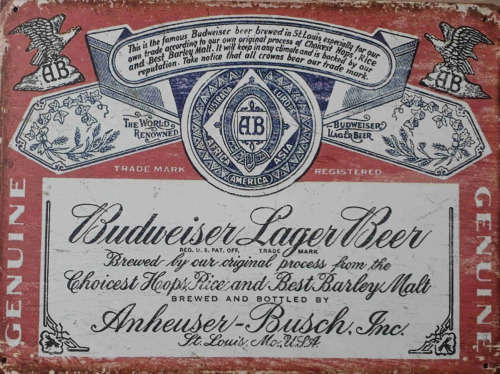 This is the famous Budweiser beer brewed in St.Louis especially for our
own trade according to our own original process of Choicest Hops, Rice
and Best Barley Malt. It will keep in any climate and is backed by our
reputation. Take notice that all crowns bear our trade mark.
AB
AB
THE WORLD
RENOWNED
EUROPE
AB
AFRICA
ASIA
AMERICA
BUDWEISER
LAGER BEER
TRADE MARK
REGISTERED
GENUINE
GENUINE
Budweiser Lager Beer
REG. U.S. PAT. OFF. TRADE MARK
Brewed by our original process from the
Choicest Hops, Rice and Best Barley Malt
BREWED AND BOTTLED BY
Anheuser-Busch, Inc.
St. Louis, Mo., U.S.A.